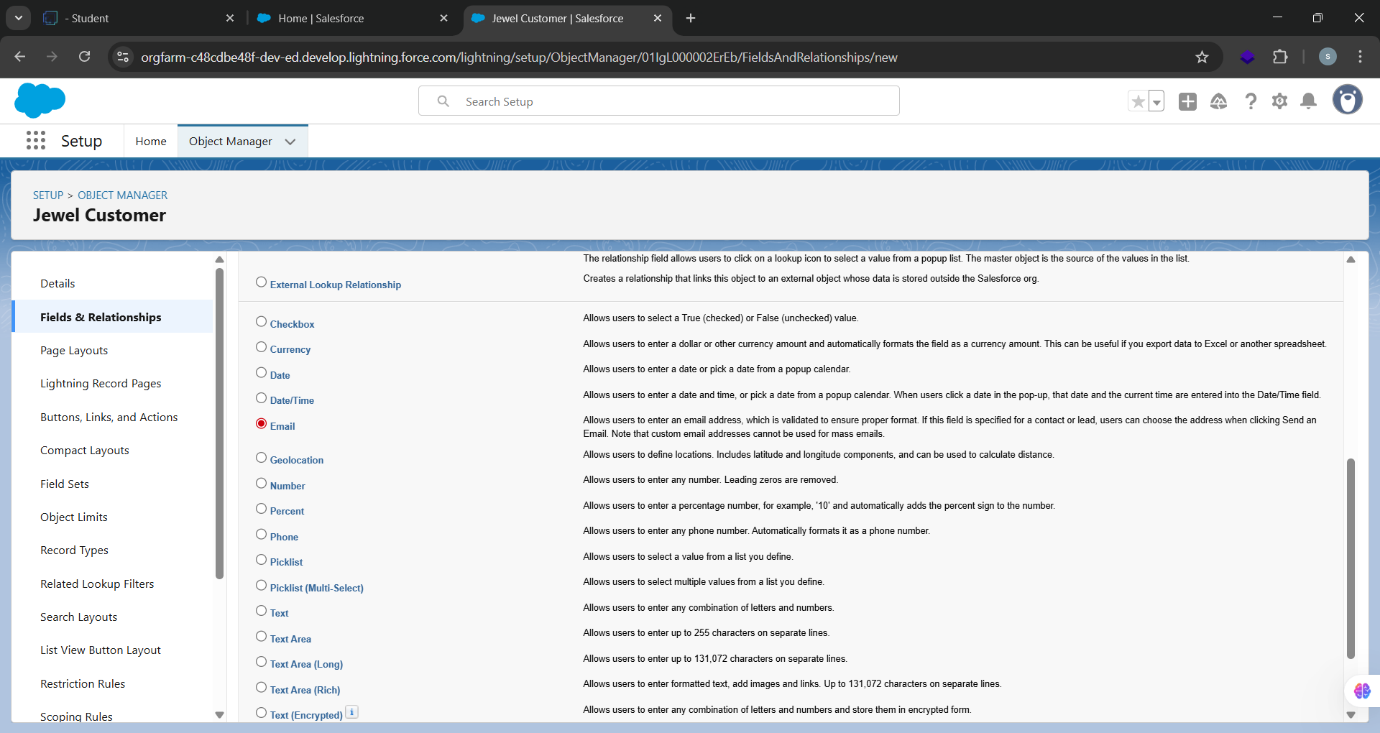 - Student
Home | Salesforce
Jewel Customer | Salesforce
orgfarm-c48cdbe48f-dev-ed.develop.lightning.force.com/lightning/setup/ObjectManager/01IgL000002ErEb/FieldsAndRelationships/new
S
Search Setup
Setup
Home
Object Manager
SETUP > OBJECT MANAGER
Jewel Customer
Details
Fields & Relationships
Page Layouts
Lightning Record Pages
Buttons, Links, and Actions
Compact Layouts
Field Sets
Object Limits
Record Types
Related Lookup Filters
Search Layouts
List View Button Layout
Restriction Rules
Scoping Rules
The relationship field allows users to click on a lookup icon to select a value from a popup list. The master object is the source of the values in the list.
External Lookup Relationship
Creates a relationship that links this object to an external object whose data is stored outside the Salesforce org.
Checkbox
Allows users to select a True (checked) or False (unchecked) value.
Currency
Allows users to enter a dollar or other currency amount and automatically formats the field as a currency amount. This can be useful if you export data to Excel or another spreadsheet.
Date
Allows users to enter a date or pick a date from a popup calendar.
Date/Time
Allows users to enter a date and time, or pick a date from a popup calendar. When users click a date in the pop-up, that date and the current time are entered into the Date/Time field.
Email
Allows users to enter an email address, which is validated to ensure proper format. If this field is specified for a contact or lead, users can choose the address when clicking Send an
Email. Note that custom email addresses cannot be used for mass emails.
Geolocation
Allows users to define locations. Includes latitude and longitude components, and can be used to calculate distance.
Number
Allows users to enter any number. Leading zeros are removed.
Percent
Allows users to enter a percentage number, for example, '10' and automatically adds the percent sign to the number.
Phone
Allows users to enter any phone number. Automatically formats it as a phone number.
Picklist
Allows users to select a value from a list you define.
Picklist (Multi-Select)
Allows users to select multiple values from a list you define.
Text
Allows users to enter any combination of letters and numbers.
Text Area
Allows users to enter up to 255 characters on separate lines.
Text Area (Long)
Allows users to enter up to 131,072 characters on separate lines.
Text Area (Rich)
Allows users to enter formatted text, add images and links. Up to 131,072 characters on separate lines.
Text (Encrypted) i
Allows users to enter any combination of letters and numbers and store them in encrypted form.